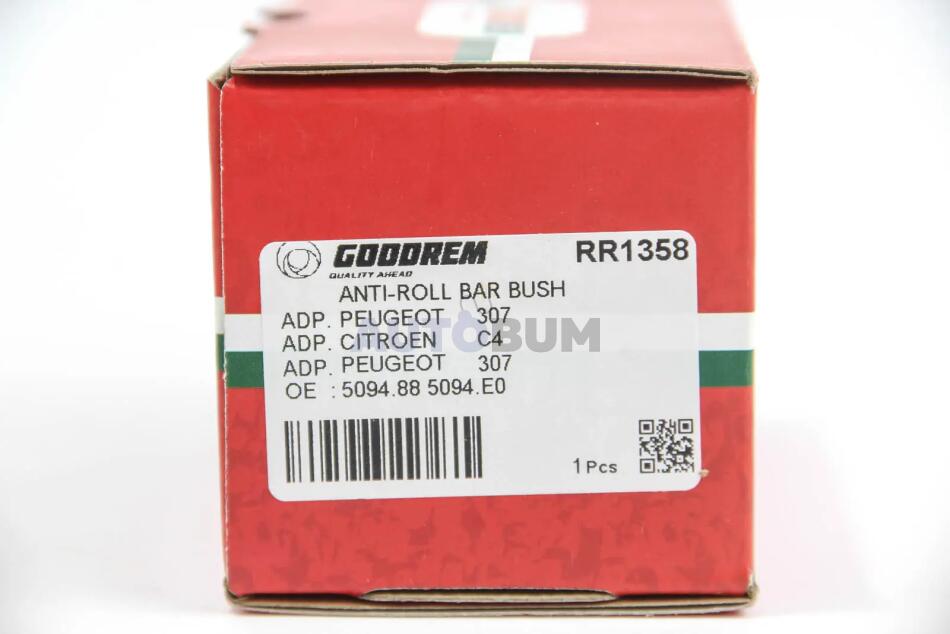 GOODREM RR1358
QUALITY AHEAD
ANTI-ROLL BAR BUSH
ADP. PEUGEOT 307
ADP. CITROEN C4
ADP. PEUGEOT 307
OE : 5094.88 5094.E0
1 Pcs
AUTOBUM